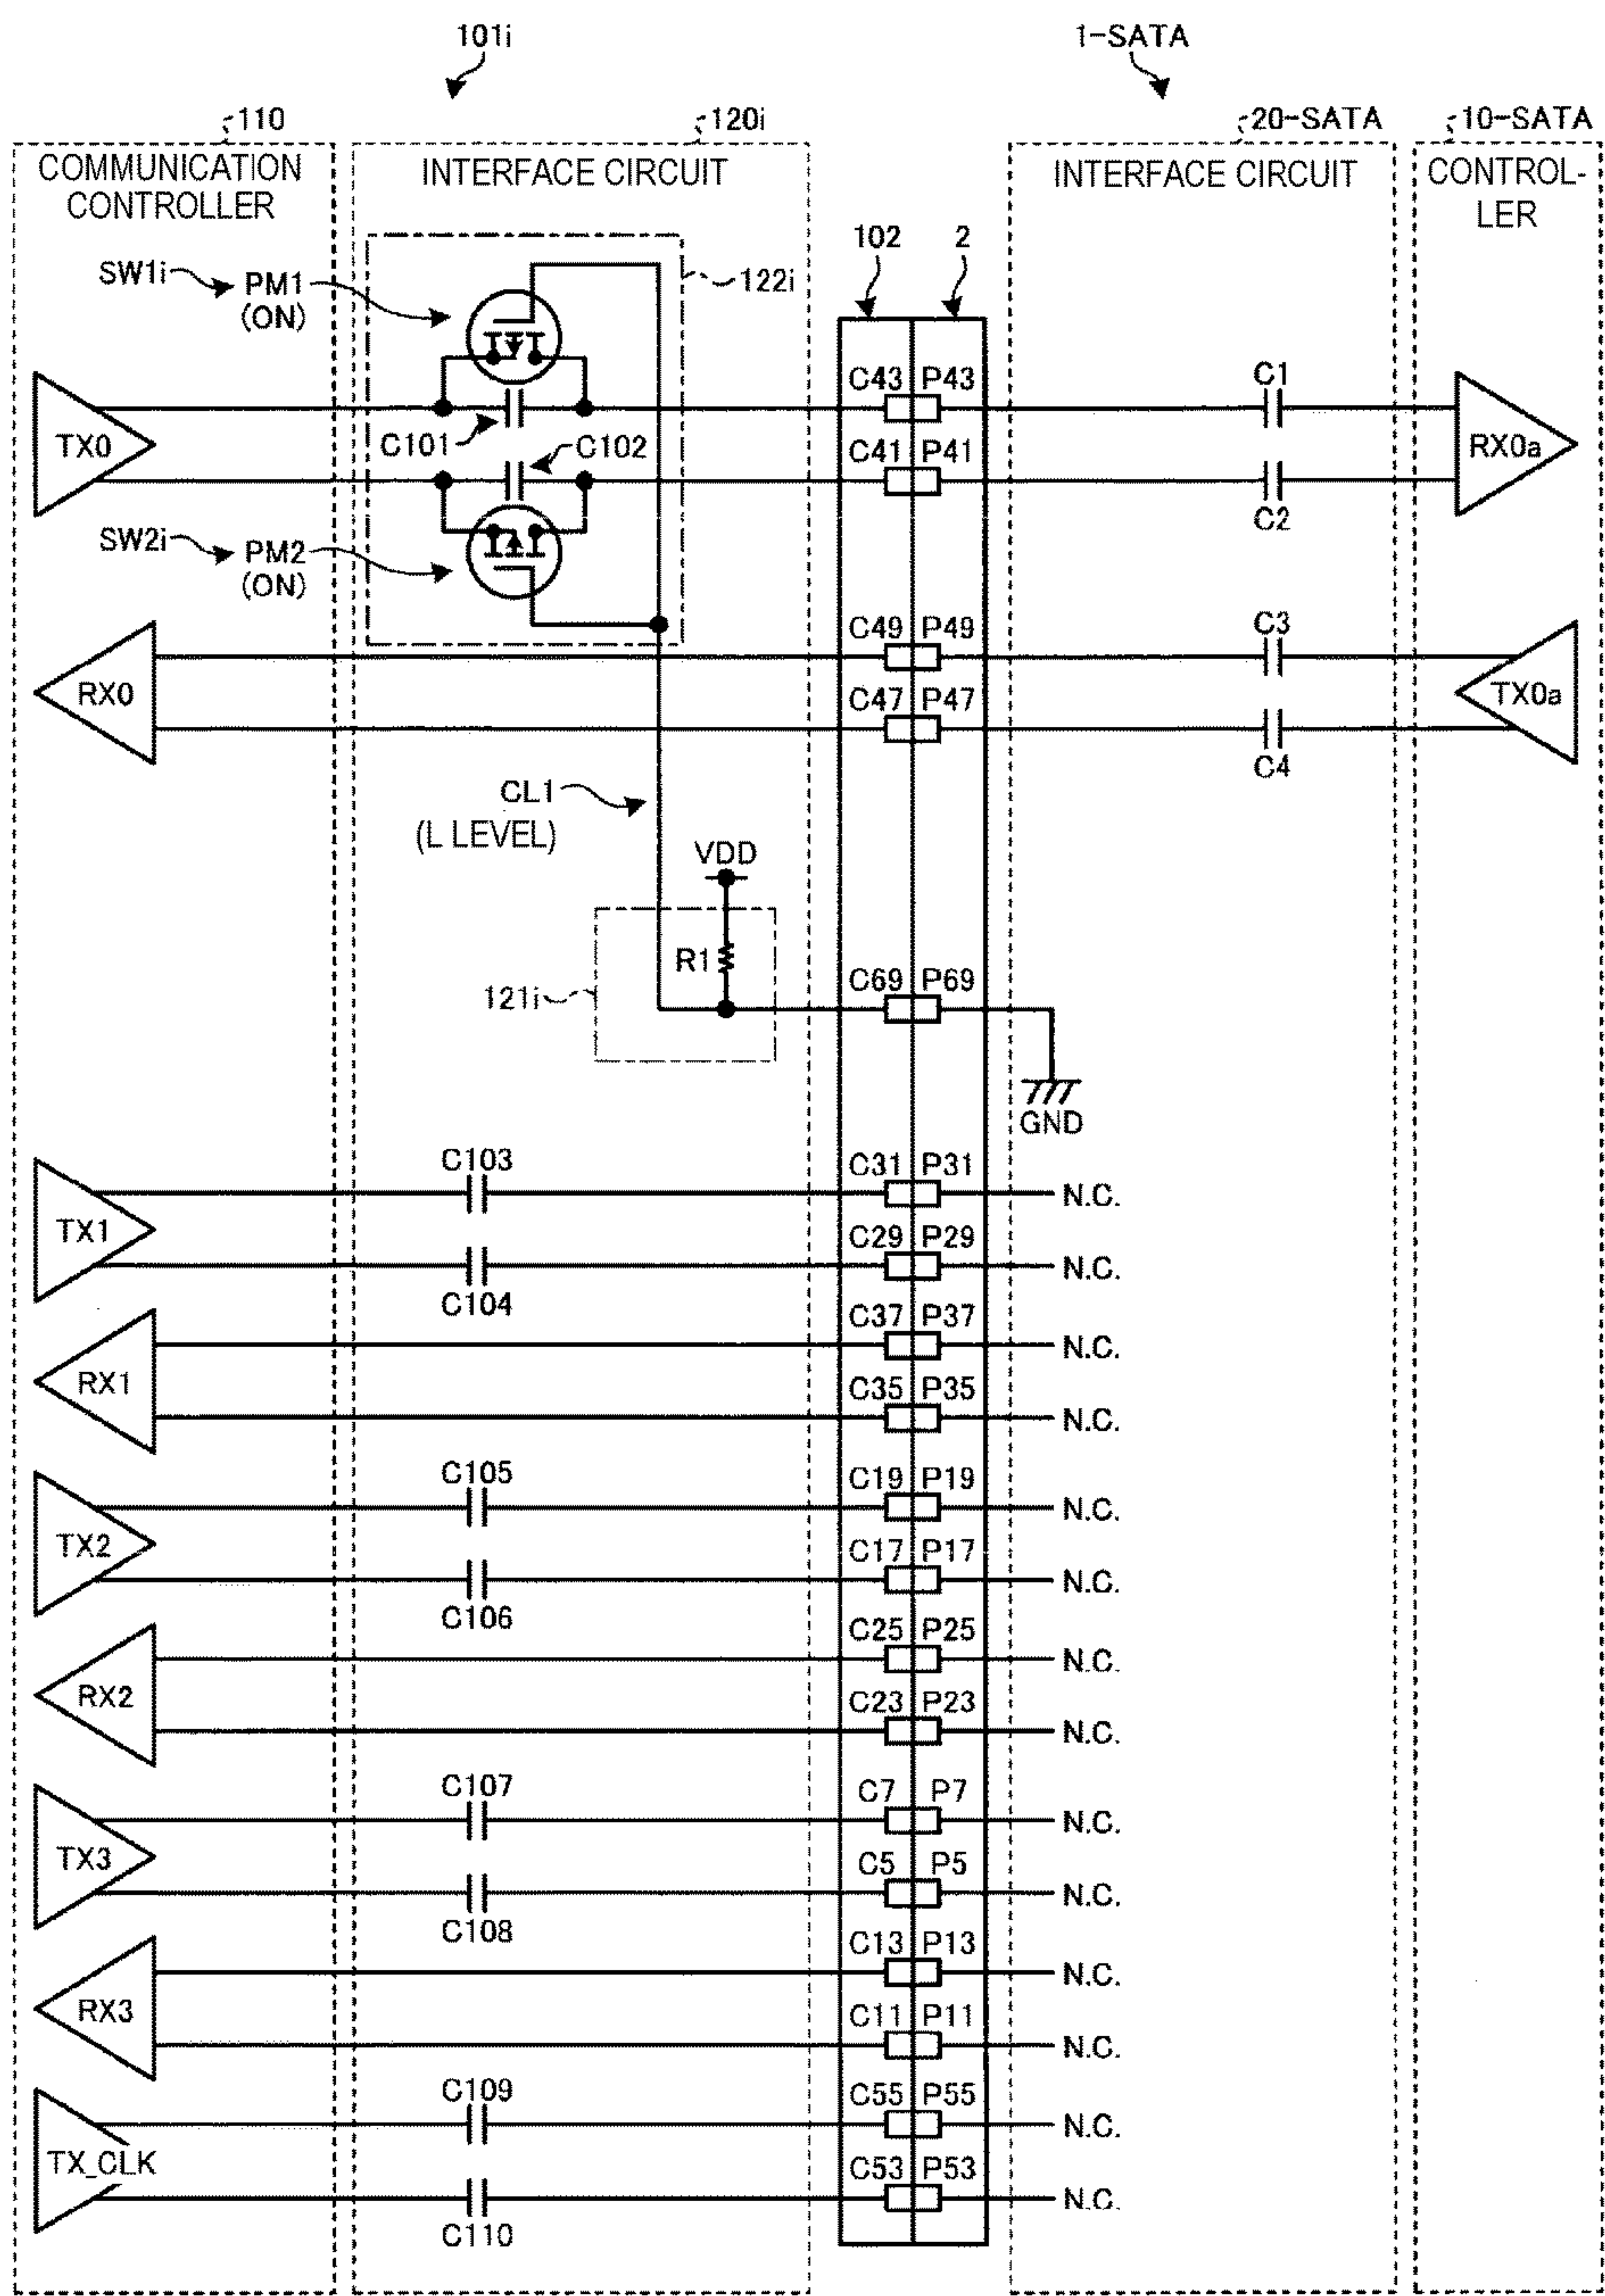 101i 1-SATA
110 120i 20-SATA 10-SATA
COMMUNICATION CONTROLLER
INTERFACE CIRCUIT
INTERFACE CIRCUIT
CONTROL-
LER
102 2
SW1i PM1 122i
(ON)
C43 P43 C1
TX0 C101 C102 RX0a
C41 P41
C2
SW2i PM2
(ON)
C49 P49 C3
RX0 TX0a
C47 P47
C4
CL1
(L LEVEL)
VDD
R1 C69 P69
121i
GND
C103 C31 P31 N.C.
TX1
C29 P29 N.C.
C104
C37 P37 N.C.
RX1
C35 P35 N.C.
C105 C19 P19 N.C.
TX2
C17 P17 N.C.
C106
C25 P25 N.C.
RX2
C23 P23 N.C.
C107 C7 P7 N.C.
TX3
C5 P5 N.C.
C108
C13 P13 N.C.
RX3
C11 P11 N.C.
C109 C55 P55 N.C.
TX_CLK
C53 P53 N.C.
C110